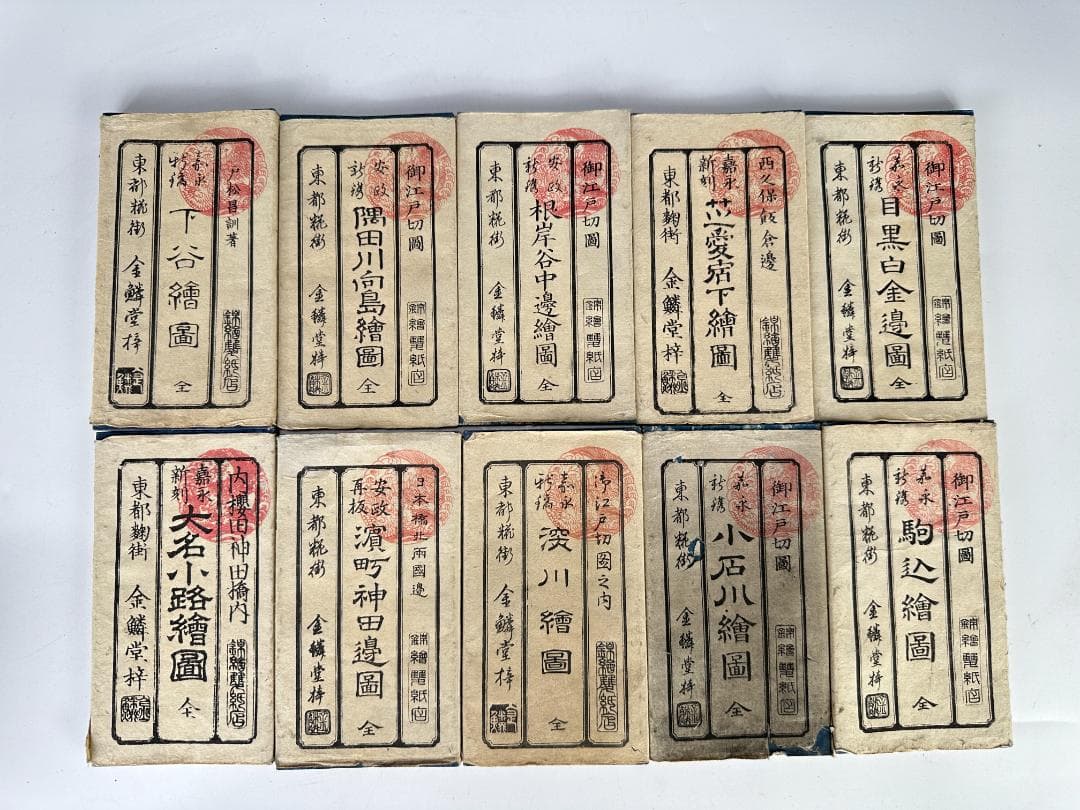 戸松昌訓著
錦繪雙紙店
嘉永
新鐫
下谷繪圖
全
東都糀街
金鱗堂梓
御江戸切圖
錦繪雙紙店
安政
新鐫
隅田川向島繪圖
全
東都糀街
金鱗堂梓
御江戸切圖
錦繪雙紙店
安政
新鐫
根岸谷中邊繪圖
全
東都糀街
金鱗堂梓
西久保飯倉邊
錦繪雙紙店
嘉永
新刻
芝愛宕下繪圖
全
東都麹街
金鱗堂梓
御江戸切圖
錦繪雙紙店
嘉永
新鐫
目黒白金邊圖
全
東都糀街
金鱗堂梓
内櫻田神田橋内
錦繪雙紙店
嘉永
新刻
大名小路繪圖
全
東都麹街
金鱗堂梓
日本橋北両國邊
錦繪雙紙店
安政
再板
濱町神田邊圖
全
東都糀街
金鱗堂梓
御江戸切圖之内
錦繪雙紙店
嘉永
新鐫
深川繪圖
全
東都糀街
金鱗堂梓
御江戸切圖
錦繪雙紙店
嘉永
新鐫
小石川繪圖
全
東都糀街
金鱗堂梓
御江戸切圖
錦繪雙紙店
嘉永
新鐫
駒込繪圖
全
東都糀街
金鱗堂梓